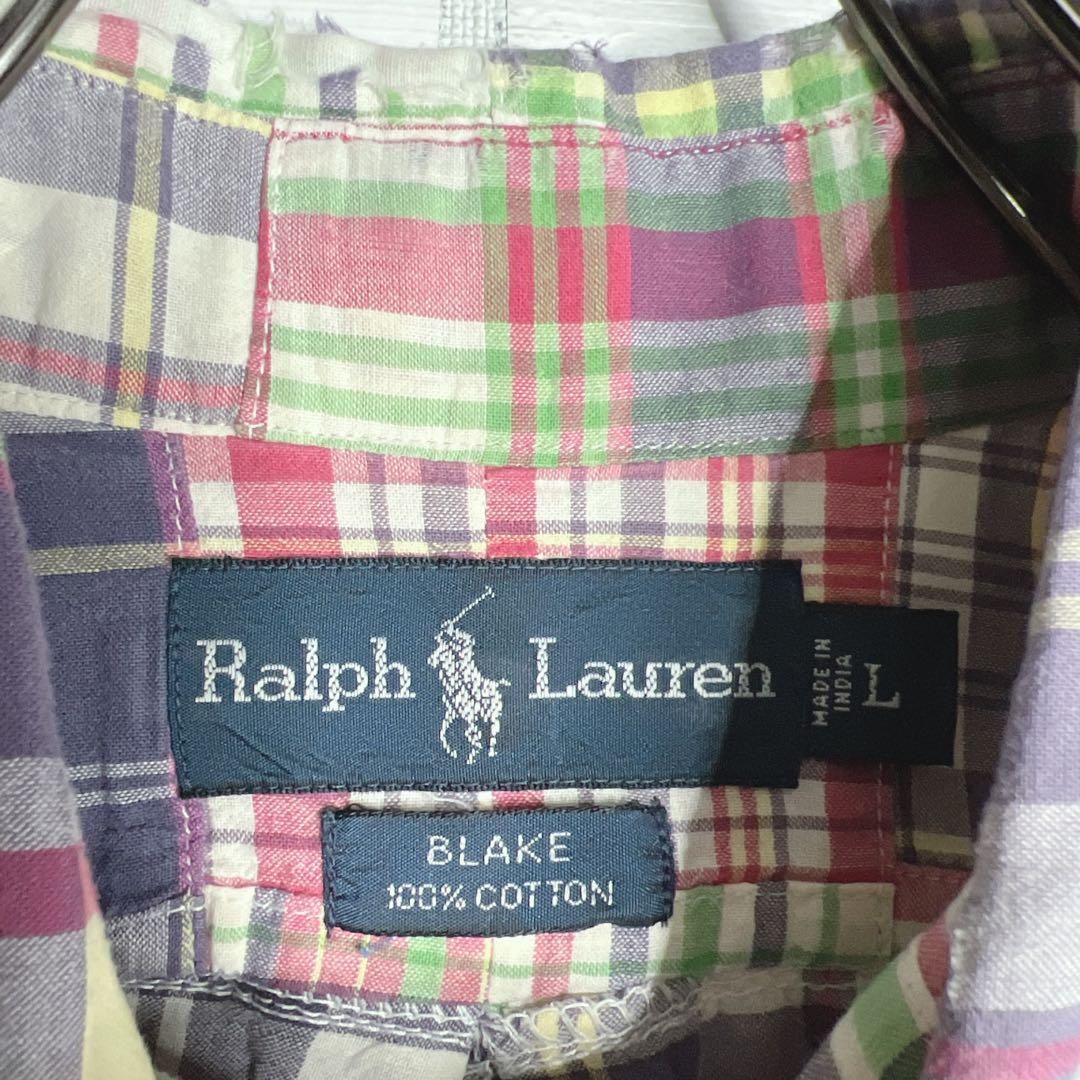 Ralph Lauren
MADE IN
INDIA
L
BLAKE
100% COTTON